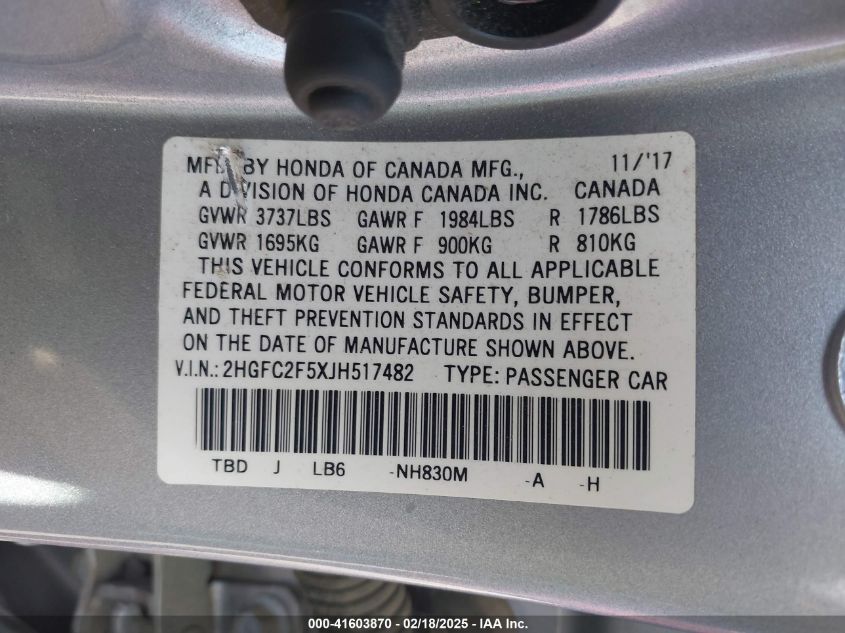 MFD. BY HONDA OF CANADA MFG., 11/'17
A DIVISION OF HONDA CANADA INC. CANADA
GVWR 3737LBS GAWR F 1984LBS R 1786LBS
GVWR 1695KG GAWR F 900KG R 810KG
THIS VEHICLE CONFORMS TO ALL APPLICABLE
FEDERAL MOTOR VEHICLE SAFETY, BUMPER,
AND THEFT PREVENTION STANDARDS IN EFFECT
ON THE DATE OF MANUFACTURE SHOWN ABOVE.
V.I.N.: 2HGFC2F5XJH517482 TYPE: PASSENGER CAR
TBD J LB6 -NH830M -A -H
000-41603870 - 02/18/2025 - IAA Inc.